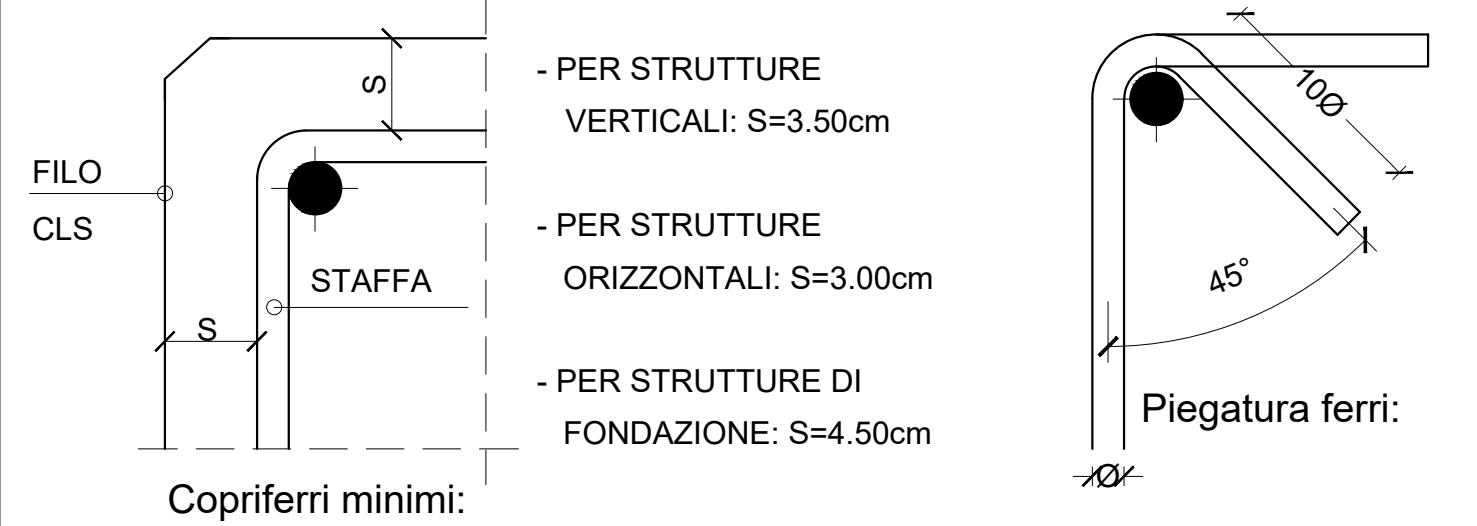 FILO
CLS
S
STAFFA
S
Copriferri minimi:
- PER STRUTTURE
VERTICALI: S=3.50cm
- PER STRUTTURE
ORIZZONTALI: S=3.00cm
- PER STRUTTURE DI
FONDAZIONE: S=4.50cm
10Ø
45°
Piegatura ferri:
Ø